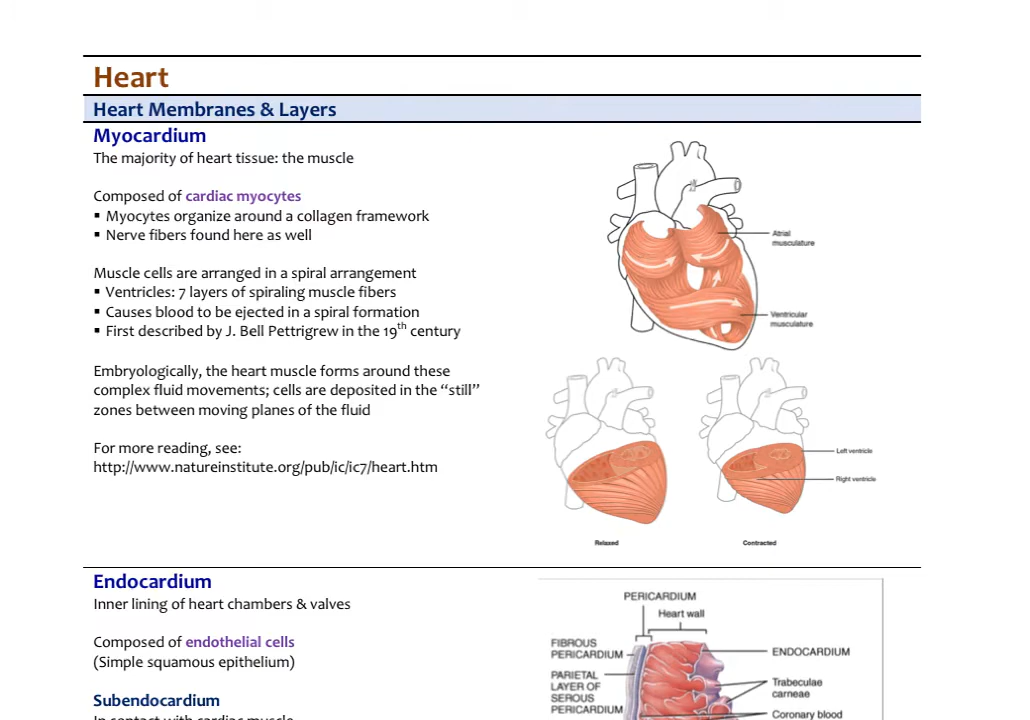 Heart
Heart Membranes & Layers
Myocardium
The majority of heart tissue: the muscle
Composed of cardiac myocytes
▪ Myocytes organize around a collagen framework
▪ Nerve fibers found here as well
Muscle cells are arranged in a spiral arrangement
▪ Ventricles: 7 layers of spiraling muscle fibers
▪ Causes blood to be ejected in a spiral formation
▪ First described by J. Bell Pettrigrew in the 19th century
Embryologically, the heart muscle forms around these
complex fluid movements; cells are deposited in the “still”
zones between moving planes of the fluid
For more reading, see:
http://www.natureinstitute.org/pub/ic/ic7/heart.htm
Atrial
musculature
Ventricular
musculature
Left ventricle
Right ventricle
Relaxed
Contracted
Endocardium
Inner lining of heart chambers & valves
Composed of endothelial cells
(Simple squamous epithelium)
Subendocardium
In contact with cardiac muscle
PERICARDIUM
Heart wall
FIBROUS
PERICARDIUM
PARIETAL
LAYER OF
SEROUS
PERICARDIUM
ENDOCARDIUM
Trabeculae
carneae
Coronary blood